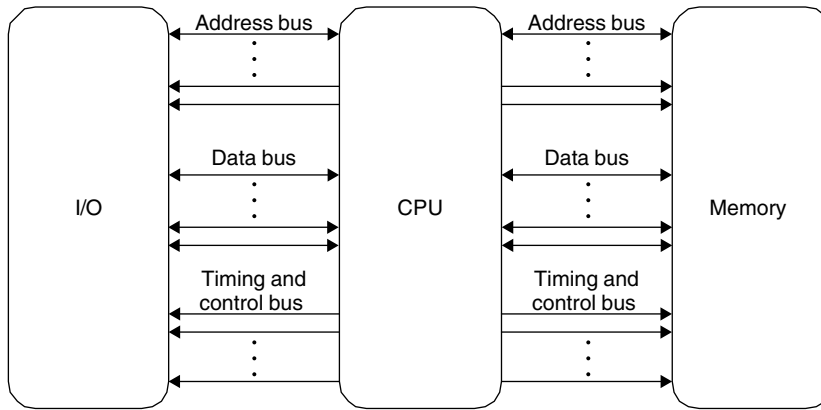 Address bus
Address bus
Data bus
Data bus
I/O
CPU
Memory
Timing and
control bus
Timing and
control bus